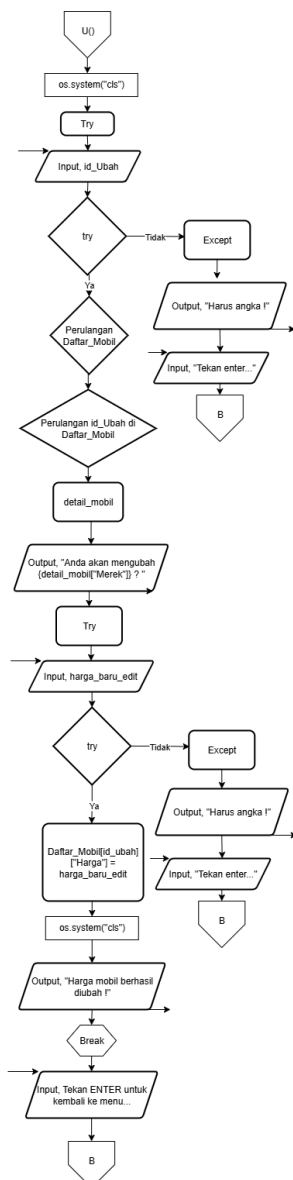 U()
os.system("cls")
Try
Input, id_Ubah
try
Tidak
Except
Ya
Output, "Harus angka !"
Perulangan
Daftar_Mobil
Input, "Tekan enter..."
B
Perulangan id_Ubah di
Daftar_Mobil
detail_mobil
Output, "Anda akan mengubah
{detail_mobil["Merek"]} ? "
Try
Input, harga_baru_edit
try
Tidak
Except
Ya
Output, "Harus angka !"
Daftar_Mobil[id_ubah]
["Harga"] =
harga_baru_edit
Input, "Tekan enter..."
B
os.system("cls")
Output, "Harga mobil berhasil
diubah !"
Break
Input, Tekan ENTER untuk
kembali ke menu...
B